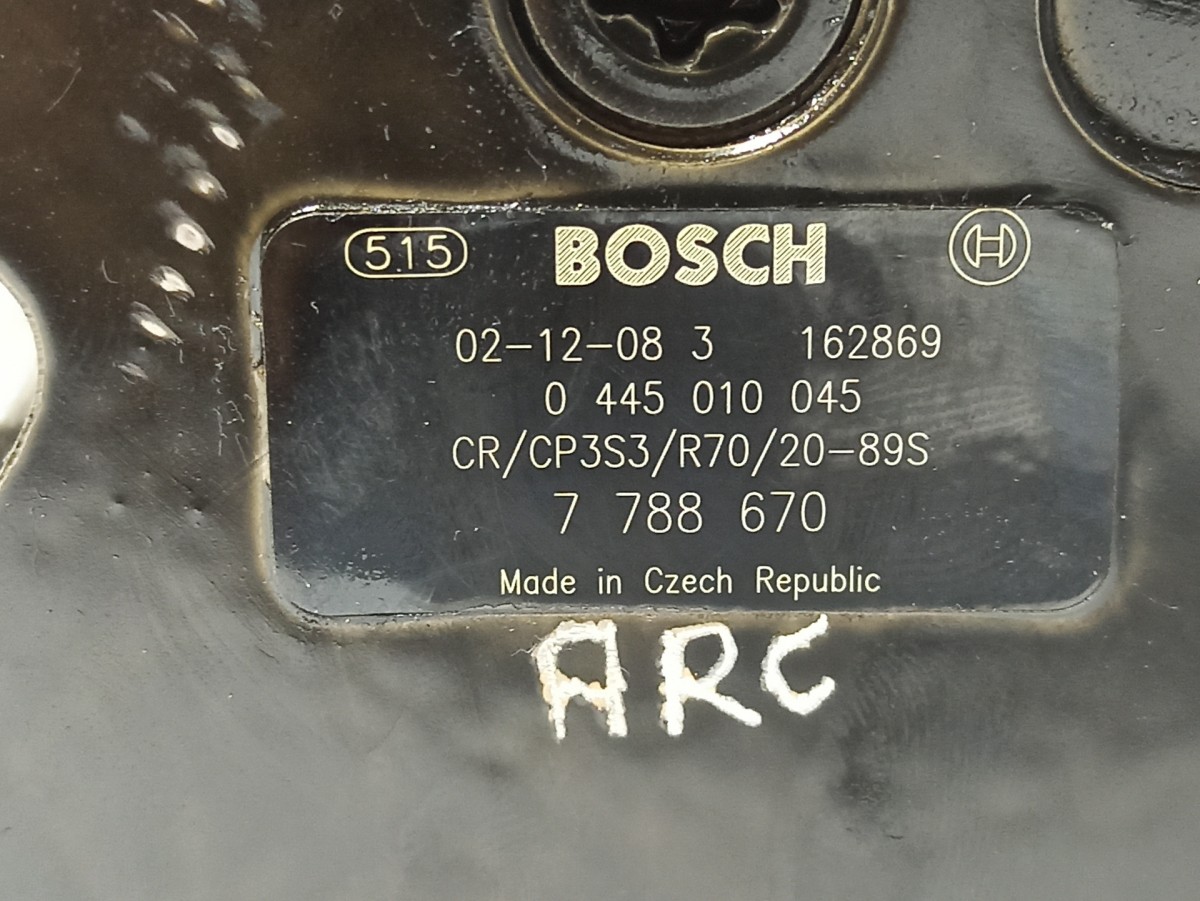 515 BOSCH
02-12-08 3 162869
0 445 010 045
CR/CP3S3/R70/20-89S
7 788 670
Made in Czech Republic
ARC